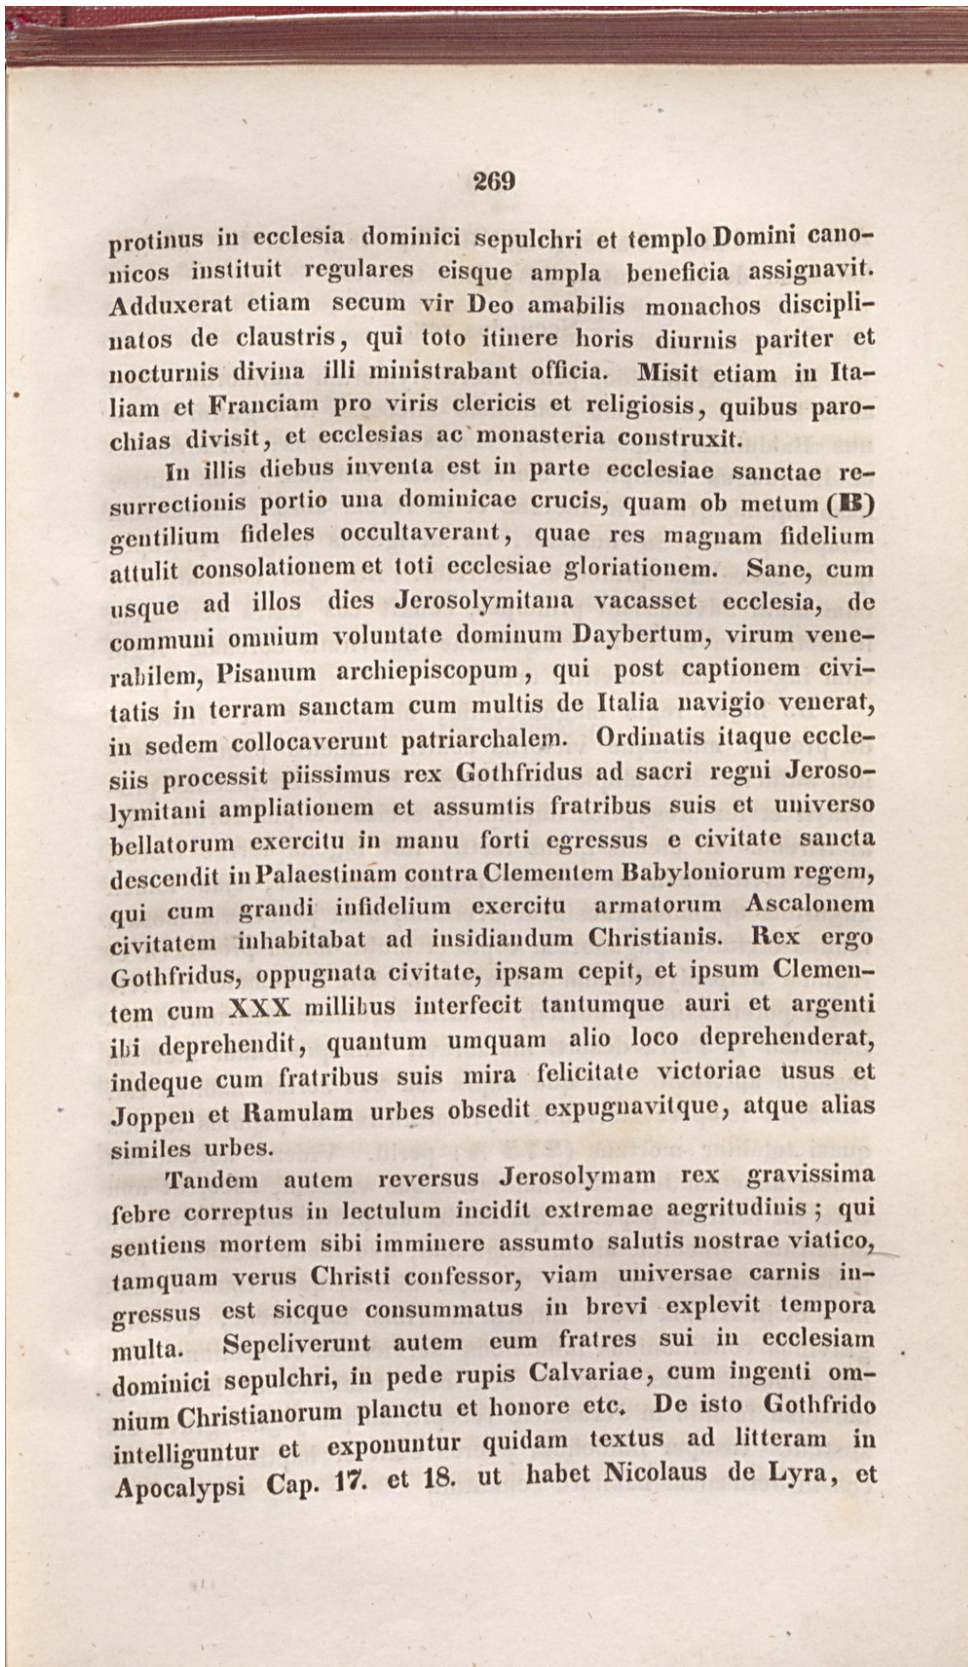 269
protinus in ecclesia dominici sepulchri et templo Domini cano-
nicos instituit regulares eisque ampla beneficia assignavit.
Adduxerat etiam secum vir Deo amabilis monachos discipli-
natos de claustris, qui toto itinere horis diurnis pariter et
nocturnis divina illi ministrabant officia. Misit etiam in Ita-
liam et Franciam pro viris clericis et religiosis, quibus paro-
chias divisit, et ecclesias ac monasteria construxit.
In illis diebus inventa est in parte ecclesiae sanctae re-
surrectionis portio una dominicae crucis, quam ob metum (B)
gentilium fideles occultaverant, quae res magnam fidelium
attulit consolationem et toti ecclesiae gloriationem. Sane, cum
usque ad illos dies Jerosolymitana vacasset ecclesia, de
communi omnium voluntate dominum Daybertum, virum vene-
rabilem, Pisanum archiepiscopum, qui post captionem civi-
tatis in terram sanctam cum multis de Italia navigio venerat,
in sedem collocaverunt patriarchalem. Ordinatis itaque eccle-
siis processit piissimus rex Gothfridus ad sacri regni Jeroso-
lymitani ampliationem et assumtis fratribus suis et universo
bellatorum exercitu in manu forti egressus e civitate sancta
descendit in Palaestinam contra Clementem Babyloniorum regem,
qui cum grandi infidelium exercitu armatorum Ascalonem
civitatem inhabitabat ad insidiandum Christianis. Rex ergo
Gothfridus, oppugnata civitate, ipsam cepit, et ipsum Clemen-
tem cum XXX millibus interfecit tantumque auri et argenti
ibi deprehendit, quantum umquam alio loco deprehenderat,
indeque cum fratribus suis mira felicitate victoriae usus et
Joppen et Ramulam urbes obsedit expugnavitque, atque alias
similes urbes.
Tandem autem reversus Jerosolymam rex gravissima
febre correptus in lectulum incidit extremae aegritudinis; qui
sentiens mortem sibi imminere assumto salutis nostrae viatico,
tamquam verus Christi confessor, viam universae carnis in-
gressus est sicque consummatus in brevi explevit tempora
multa. Sepeliverunt autem eum fratres sui in ecclesiam
dominici sepulchri, in pede rupis Calvariae, cum ingenti om-
nium Christianorum planctu et honore etc. De isto Gothfrido
intelliguntur et exponuntur quidam textus ad litteram in
Apocalypsi Cap. 17. et 18. ut habet Nicolaus de Lyra, et